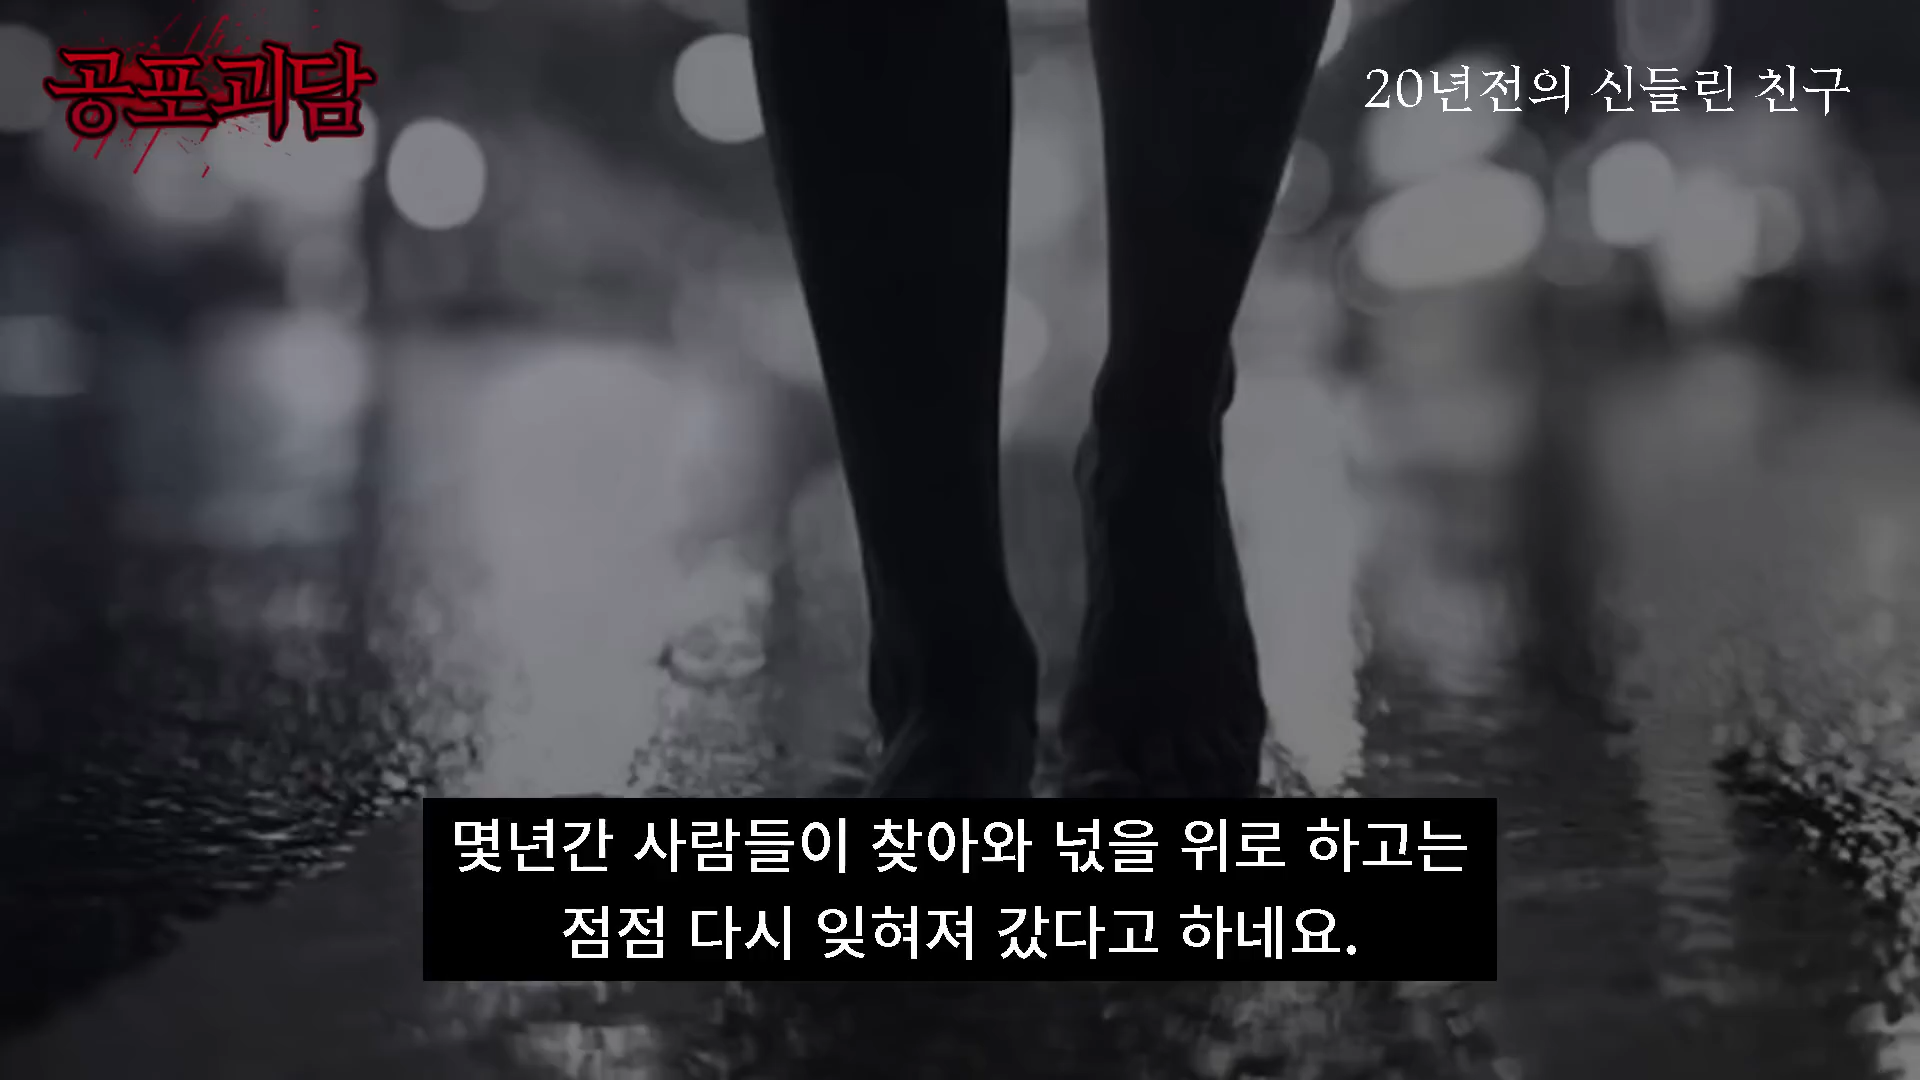 공포괴담
20년전의 신들린 친구
몇년간 사람들이 찾아와 넋을 위로 하고는
점점 다시 잊혀져 갔다고 하네요.